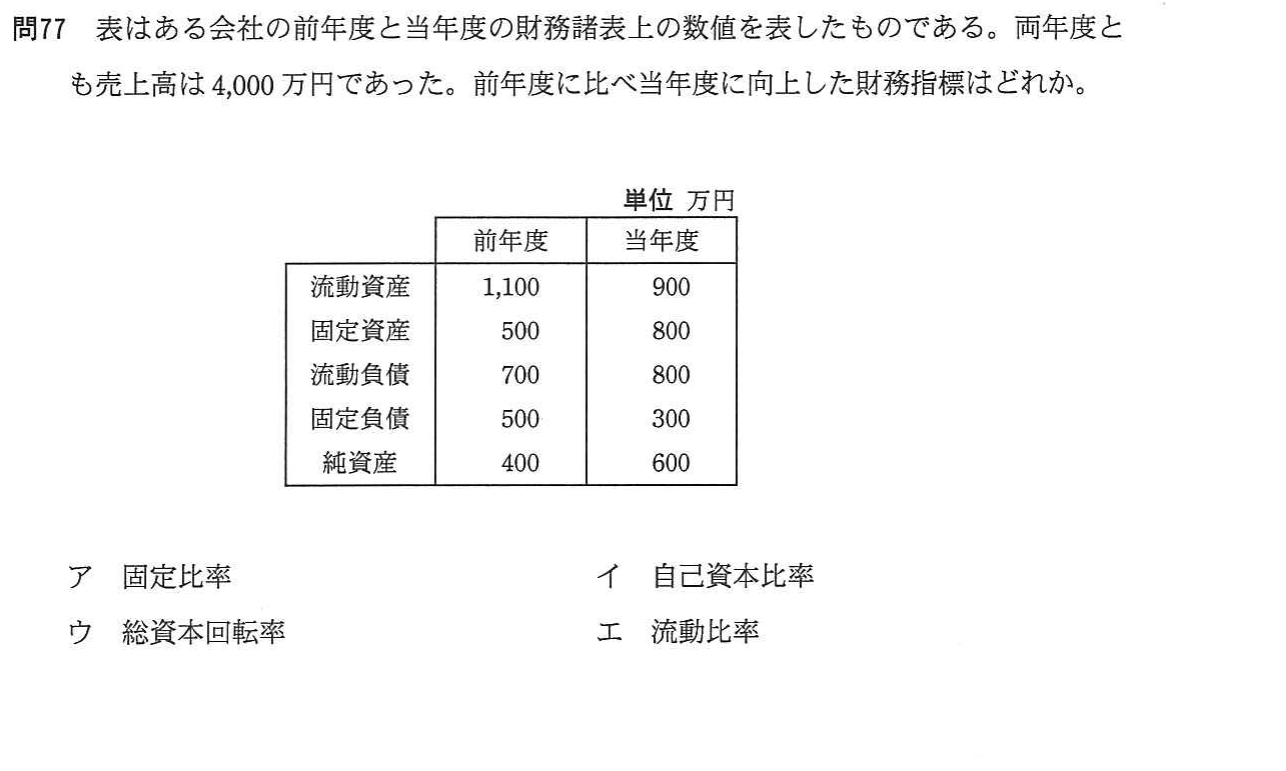 問77 表はある会社の前年度と当年度の財務諸表上の数値を表したものである。両年度と
も売上高は 4,000 万円であった。前年度に比べ当年度に向上した財務指標はどれか。
単位 万円
前年度 当年度
流動資産 1,100 900
固定資産 500 800
流動負債 700 800
固定負債 500 300
純資産 400 600
ア 固定比率 イ 自己資本比率
ウ 総資本回転率 エ 流動比率